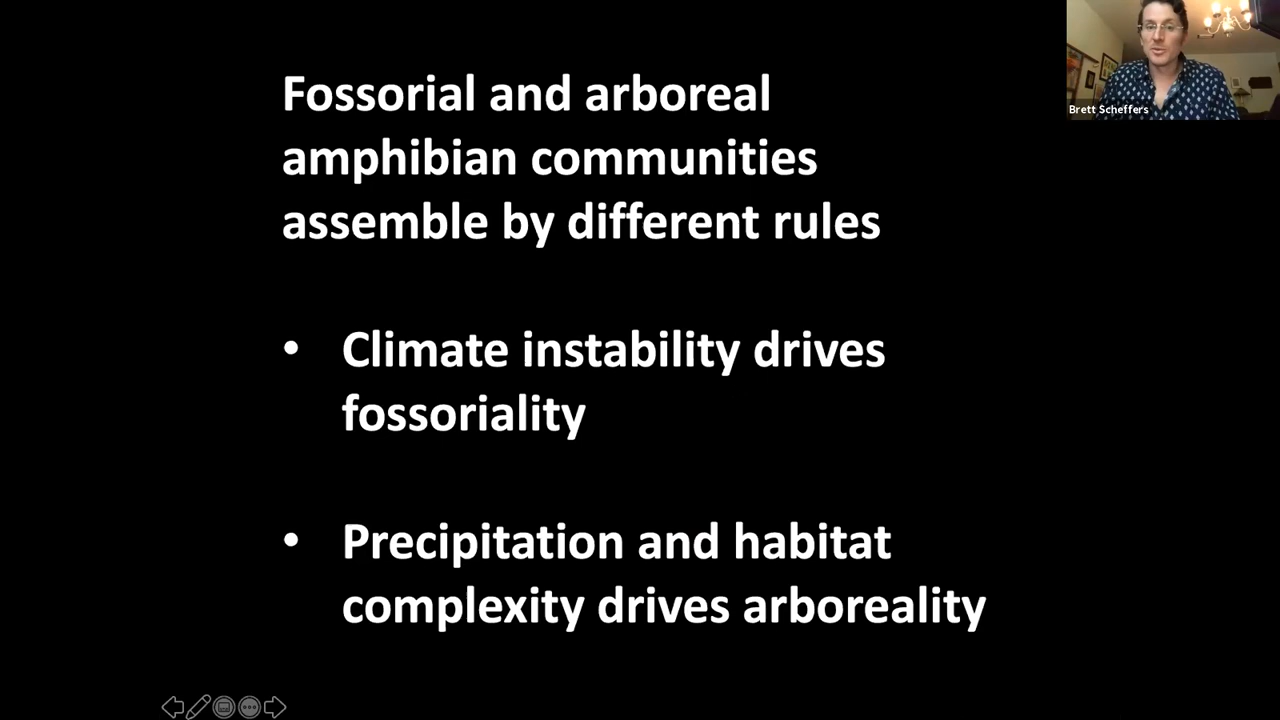 Fossorial and arboreal
amphibian communities
assemble by different rules
• Climate instability drives
fossoriality
• Precipitation and habitat
complexity drives arboreality
Brett Scheffers